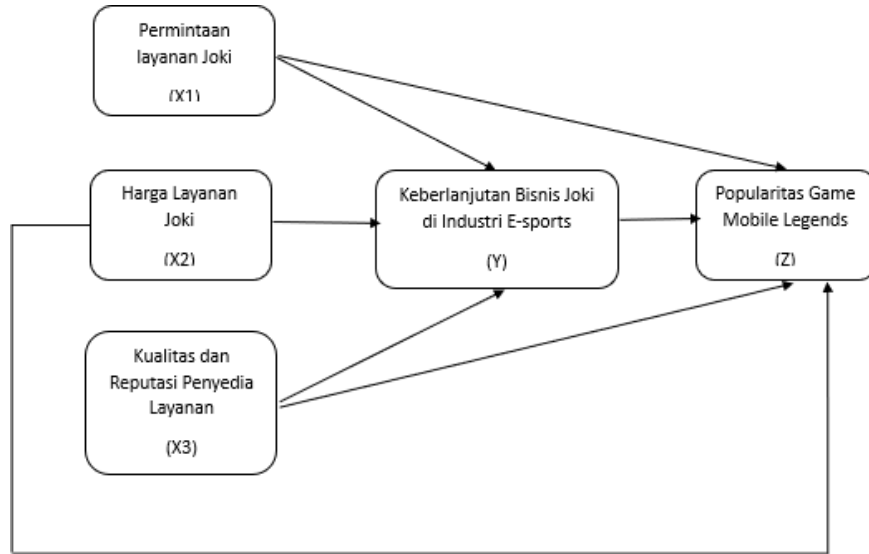 Permintaan
layanan Joki
(X1)
Harga Layanan
Joki
(X2)
Keberlanjutan Bisnis Joki
di Industri E-sports
(Y)
Popularitas Game
Mobile Legends
(Z)
Kualitas dan
Reputasi Penyedia
Layanan
(X3)